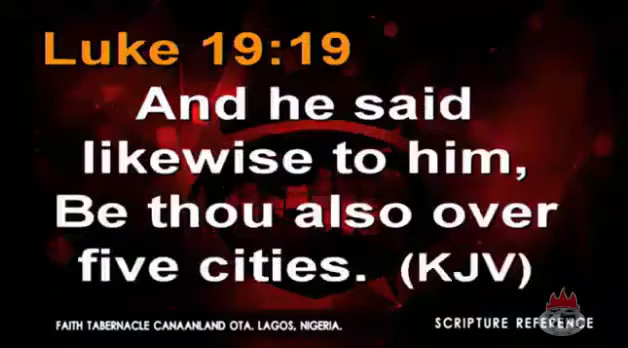 Luke 19:19
And he said
likewise to him,
Be thou also over
five cities. (KJV)
FAITH TABERNACLE CANAANLAND OTA. LAGOS, NIGERIA.
SCRIPTURE REFERENCE